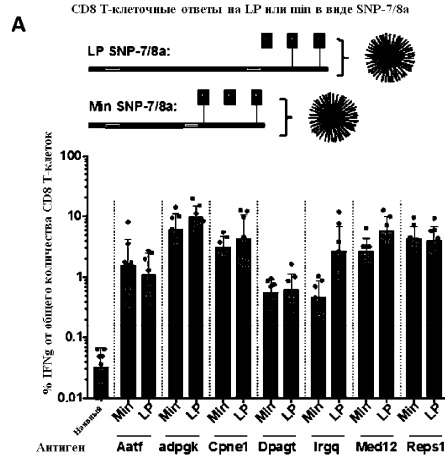 CD8 Т-клеточные ответы на LP или min в виде SNP-7/8a
A
LP SNP-7/8a:
Min SNP-7/8a:
% IFNg от общего количества CD8 Т-клеток
100
10
1
0.1
0.01
Наивный Min LP Min LP Min LP Min LP Min LP Min LP Min LP
Антиген Aatf adpgk Cpne1 Dpagt Irgq Med12 Reps1